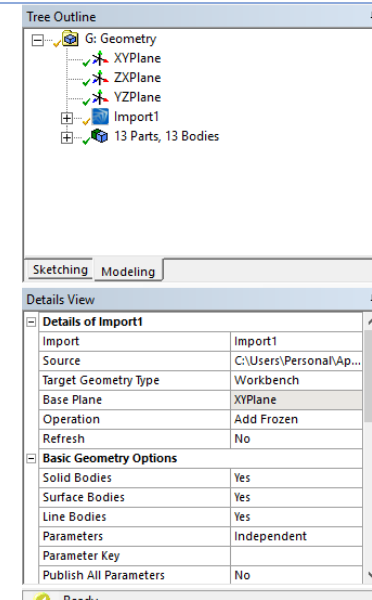 Tree Outline
G: Geometry
XYPlane
ZXPlane
YZPlane
Import1
13 Parts, 13 Bodies
Sketching Modeling
Details View
Details of Import1
Import Import1
Source C:\Users\Personal\Ap...
Target Geometry Type Workbench
Base Plane XYPlane
Operation Add Frozen
Refresh No
Basic Geometry Options
Solid Bodies Yes
Surface Bodies Yes
Line Bodies Yes
Parameters Independent
Parameter Key
Publish All Parameters No
Ready